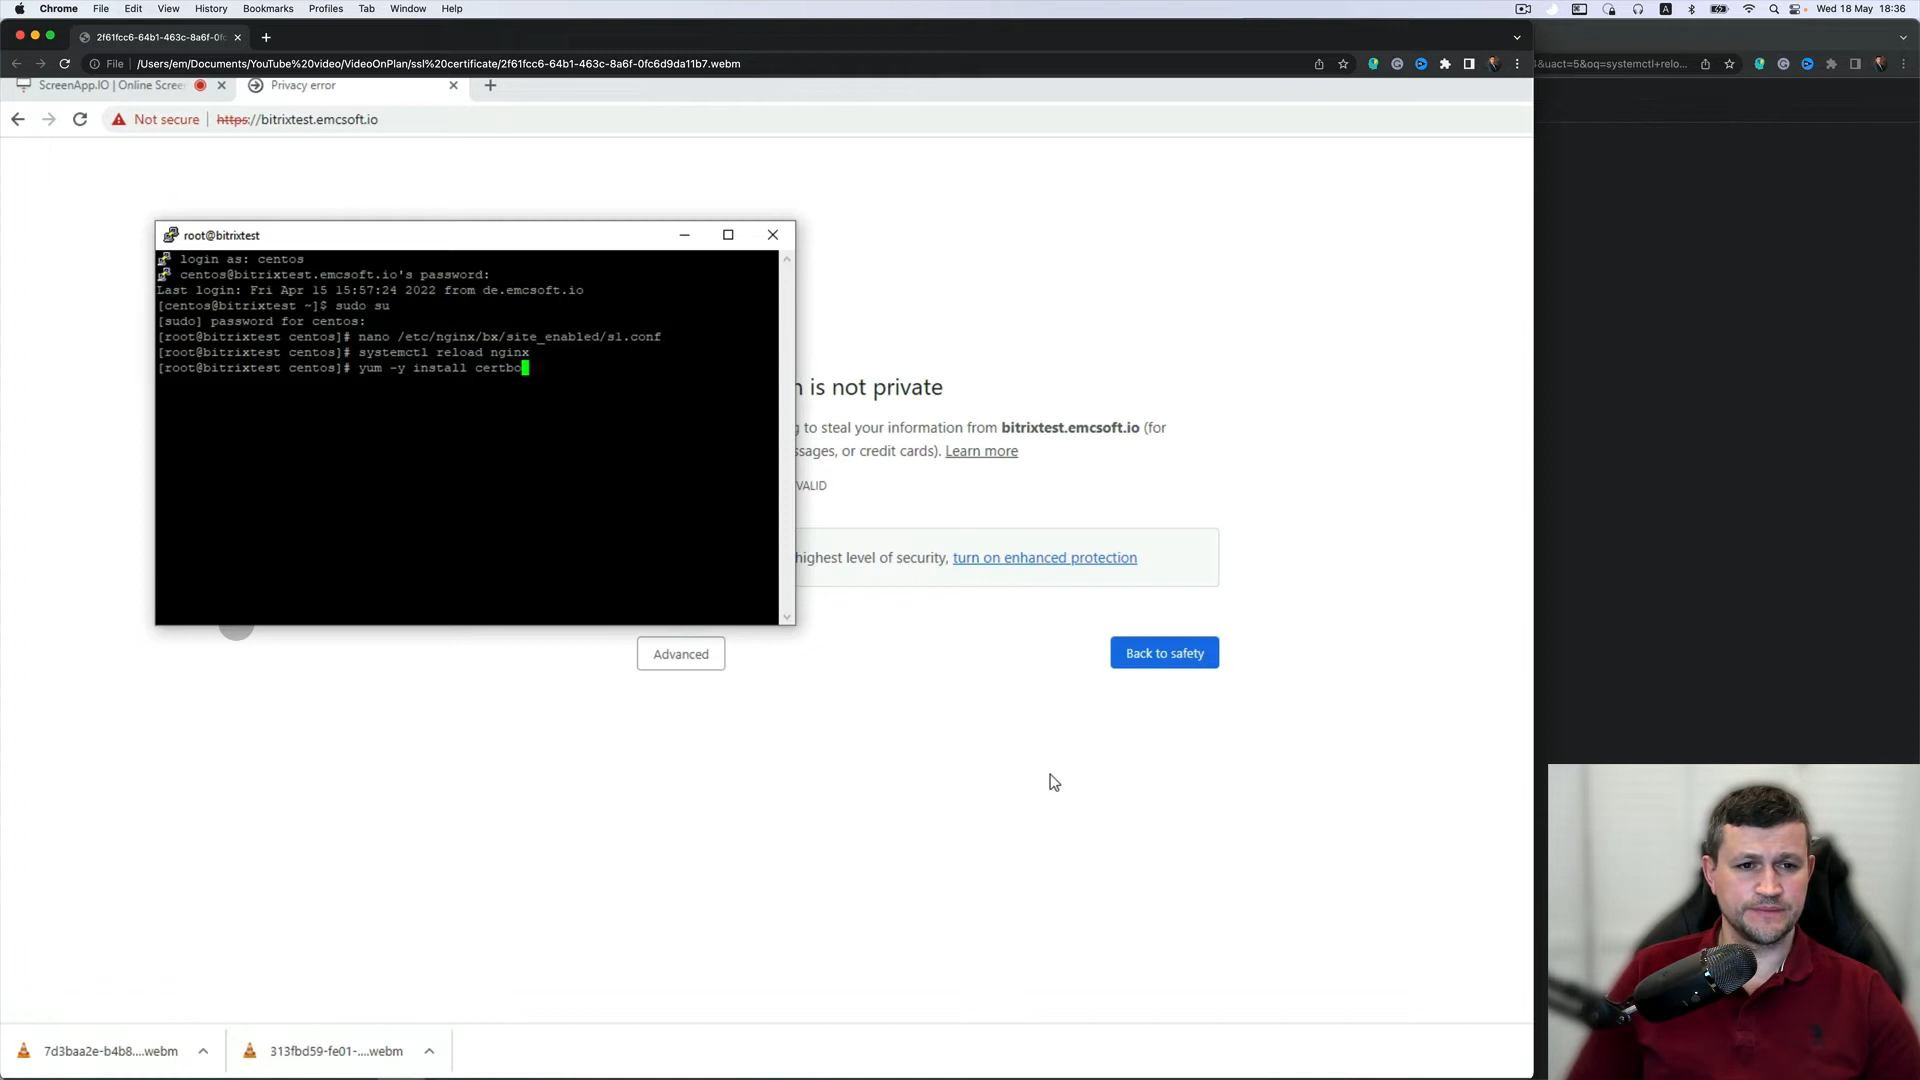 Chrome File Edit View History Bookmarks Profiles Tab Window Help
Wed 18 May 18:36
2f61fcc6-64b1-463c-8a6f-0fc
File /Users/em/Documents/YouTube%20video/VideoOnPlan/ssl%20certificate/2f61fcc6-64b1-463c-8a6f-0fc6d9da11b7.webm
&uact=5&oq=systemctl+relo...
ScreenApp.IO | Online Scree
Privacy error
Not secure https://bitrixtest.emcsoft.io
root@bitrixtest
login as: centos
centos@bitrixtest.emcsoft.io's password:
Last login: Fri Apr 15 15:57:24 2022 from de.emcsoft.io
[centos@bitrixtest ~]$ sudo su
[sudo] password for centos:
[root@bitrixtest centos]# nano /etc/nginx/bx/site_enabled/s1.conf
[root@bitrixtest centos]# systemctl reload nginx
[root@bitrixtest centos]# yum -y install certbo
is not private
to steal your information from bitrixtest.emcsoft.io (for
ssages, or credit cards). Learn more
VALID
highest level of security, turn on enhanced protection
Advanced
Back to safety
7d3baa2e-b4b8....webm
313fbd59-fe01-....webm